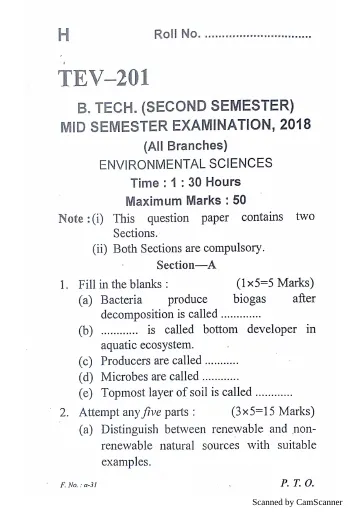 H Roll No. ................................
TEV–201
B. TECH. (SECOND SEMESTER)
MID SEMESTER EXAMINATION, 2018
(All Branches)
ENVIRONMENTAL SCIENCES
Time : 1 : 30 Hours
Maximum Marks : 50
Note : (i) This question paper contains two
Sections.
(ii) Both Sections are compulsory.
Section—A
1. Fill in the blanks : (1×5=5 Marks)
(a) Bacteria produce biogas after
decomposition is called .............
(b) ............ is called bottom developer in
aquatic ecosystem.
(c) Producers are called ...........
(d) Microbes are called ............
(e) Topmost layer of soil is called ............
2. Attempt any five parts : (3×5=15 Marks)
(a) Distinguish between renewable and non-
renewable natural sources with suitable
examples.
F. No. : a-31 P. T. O.
Scanned by CamScanner